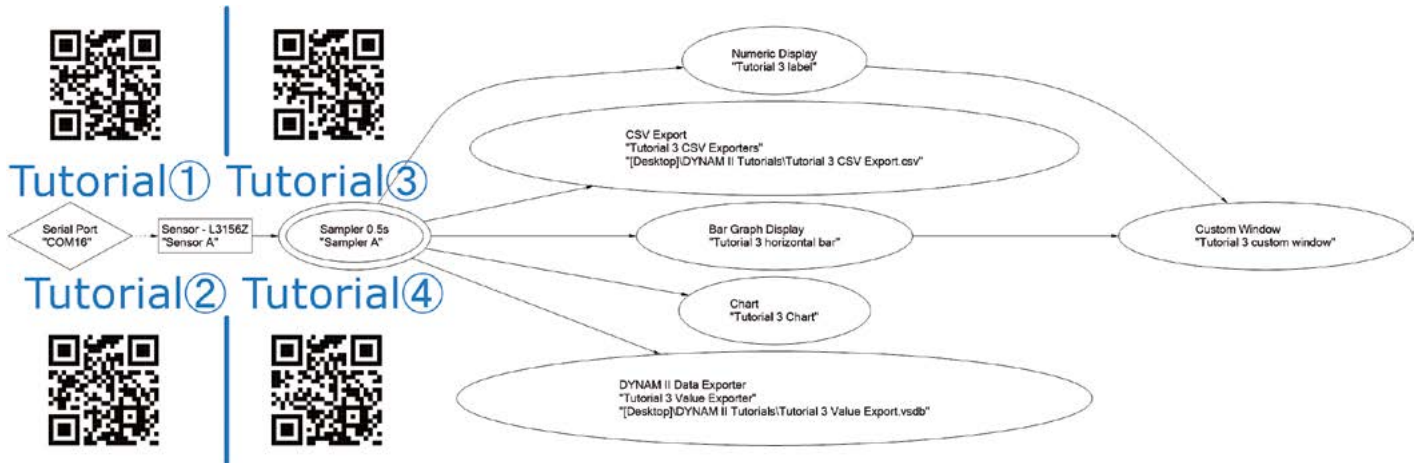 Tutorial①
Tutorial③
Serial Port
"COM16"
Sensor - L3156Z
"Sensor A"
Sampler 0.5s
"Sampler A"
Tutorial②
Tutorial④
Numeric Display
"Tutorial 3 label"
CSV Export
"Tutorial 3 CSV Exporters"
"[Desktop]\DYNAM II Tutorials\Tutorial 3 CSV Export.csv"
Bar Graph Display
"Tutorial 3 horizontal bar"
Chart
"Tutorial 3 Chart"
DYNAM II Data Exporter
"Tutorial 3 Value Exporter"
"[Desktop]\DYNAM II Tutorials\Tutorial 3 Value Export.vsdb"
Custom Window
"Tutorial 3 custom window"